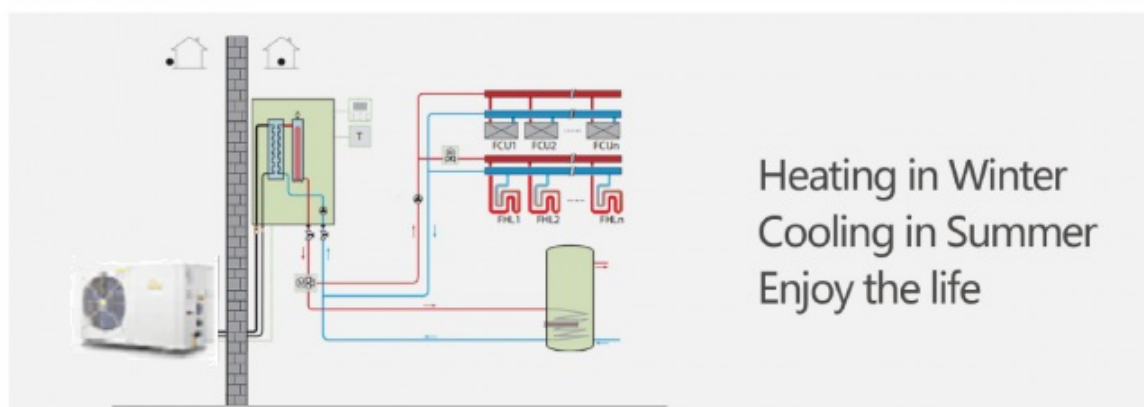 T
FCU1 FCU2 FCUn
M
FHL1 FHL2 FHLn
M
Heating in Winter
Cooling in Summer
Enjoy the life